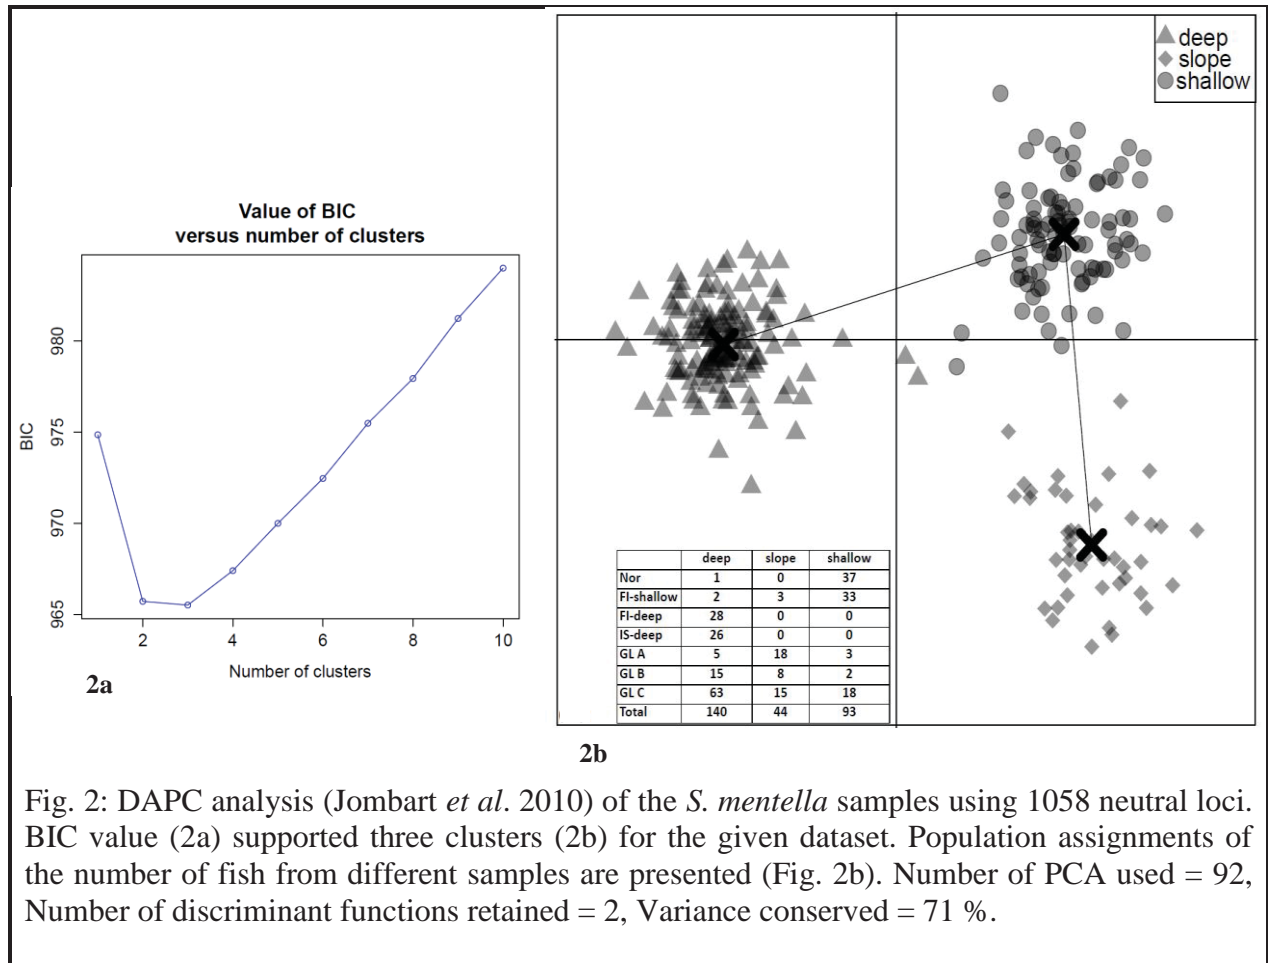 Value of BIC
versus number of clusters
BIC
980
975
970
965
2 4 6 8 10
Number of clusters
2a
deep
slope
shallow
deep slope shallow
Nor 1 0 37
FI-shallow 2 3 33
FI-deep 28 0 0
IS-deep 26 0 0
GL A 5 18 3
GL B 15 8 2
GL C 63 15 18
Total 140 44 93
2b
Fig. 2: DAPC analysis (Jombart et al. 2010) of the S. mentella samples using 1058 neutral loci.
BIC value (2a) supported three clusters (2b) for the given dataset. Population assignments of
the number of fish from different samples are presented (Fig. 2b). Number of PCA used = 92,
Number of discriminant functions retained = 2, Variance conserved = 71 %.